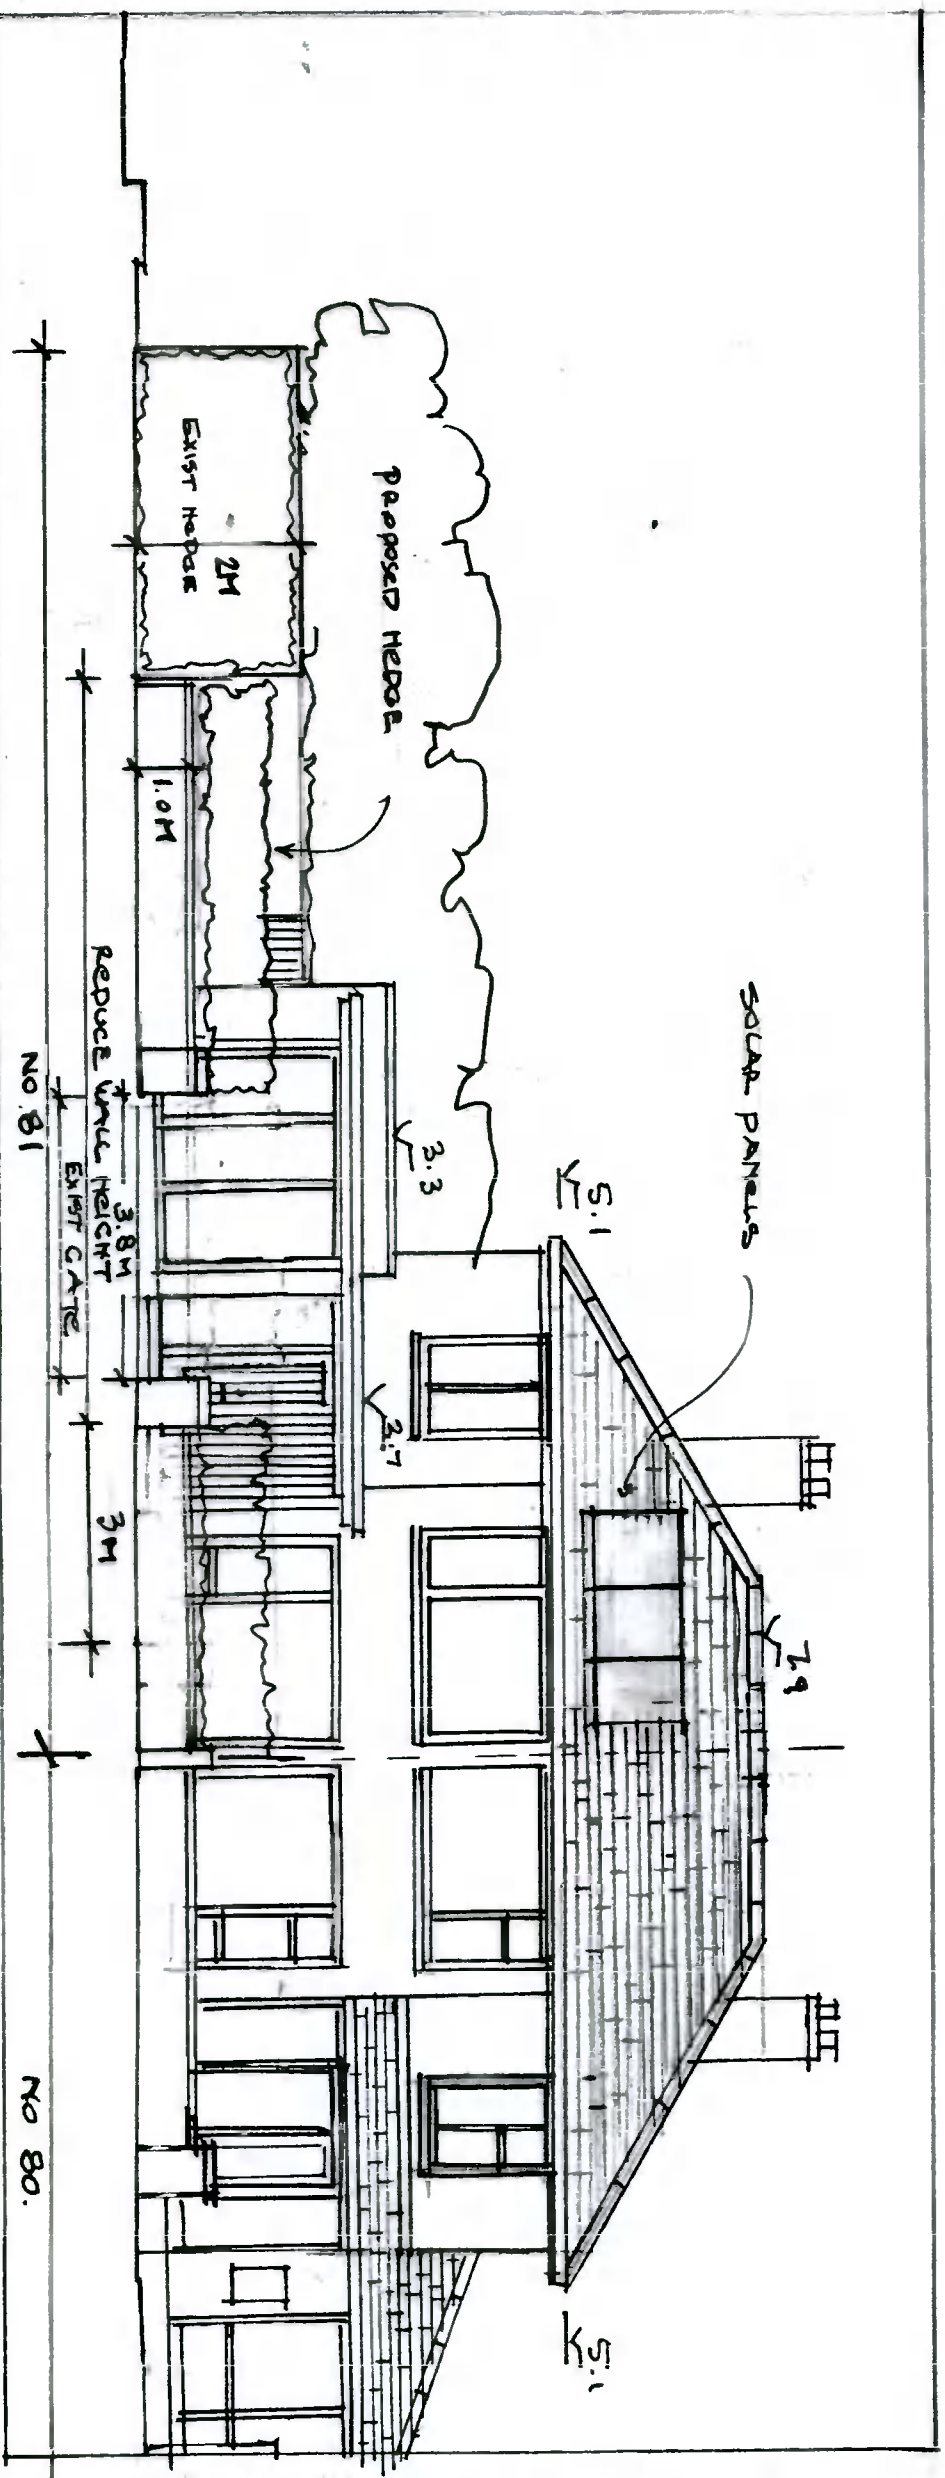 SOLAR PANELS
PROPOSED HEDGE
5.1
7.9
5.1
3.3
3.7
EXIST HEDGE
2M
1.0M
3.8M
EXIST GATE
REDUCE WALL HEIGHT
3M
NO 81
NO 80.